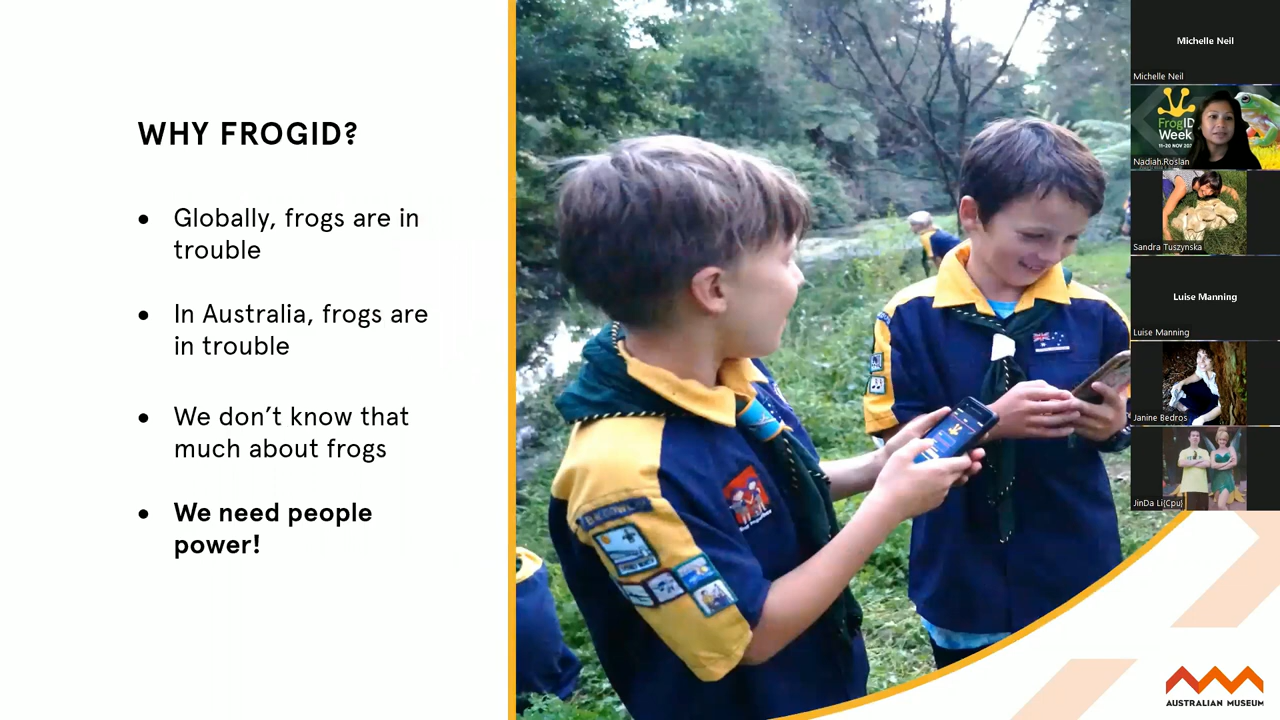 WHY FROGID?
• Globally, frogs are in
trouble
• In Australia, frogs are
in trouble
• We don’t know that
much about frogs
• We need people
power!
Michelle Neil
Michelle Neil
FrogID
Week
Nadiah Roslan
Sandra Tuszynska
Luise Manning
Luise Manning
Janine Bedros
JinDa Li(Cpu)
AUSTRALIAN MUSEUM